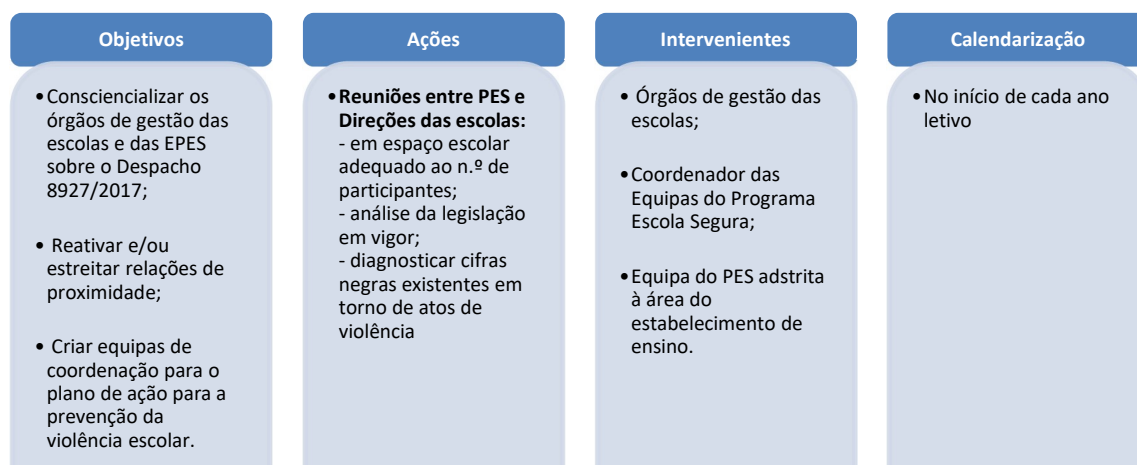 Objetivos
•Consciencializar os
órgãos de gestão das
escolas e das EPES
sobre o Despacho
8927/2017;
• Reativar e/ou
estreitar relações de
proximidade;
• Criar equipas de
coordenação para o
plano de ação para a
prevenção da
violência escolar.
Ações
•Reuniões entre PES e
Direções das escolas:
- em espaço escolar
adequado ao n.º de
participantes;
- análise da legislação
em vigor;
- diagnosticar cifras
negras existentes em
torno de atos de
violência
Intervenientes
• Órgãos de gestão das
escolas;
•Coordenador das
Equipas do Programa
Escola Segura;
•Equipa do PES adstrita
à área do
estabelecimento de
ensino.
Calendarização
•No início de cada ano
letivo